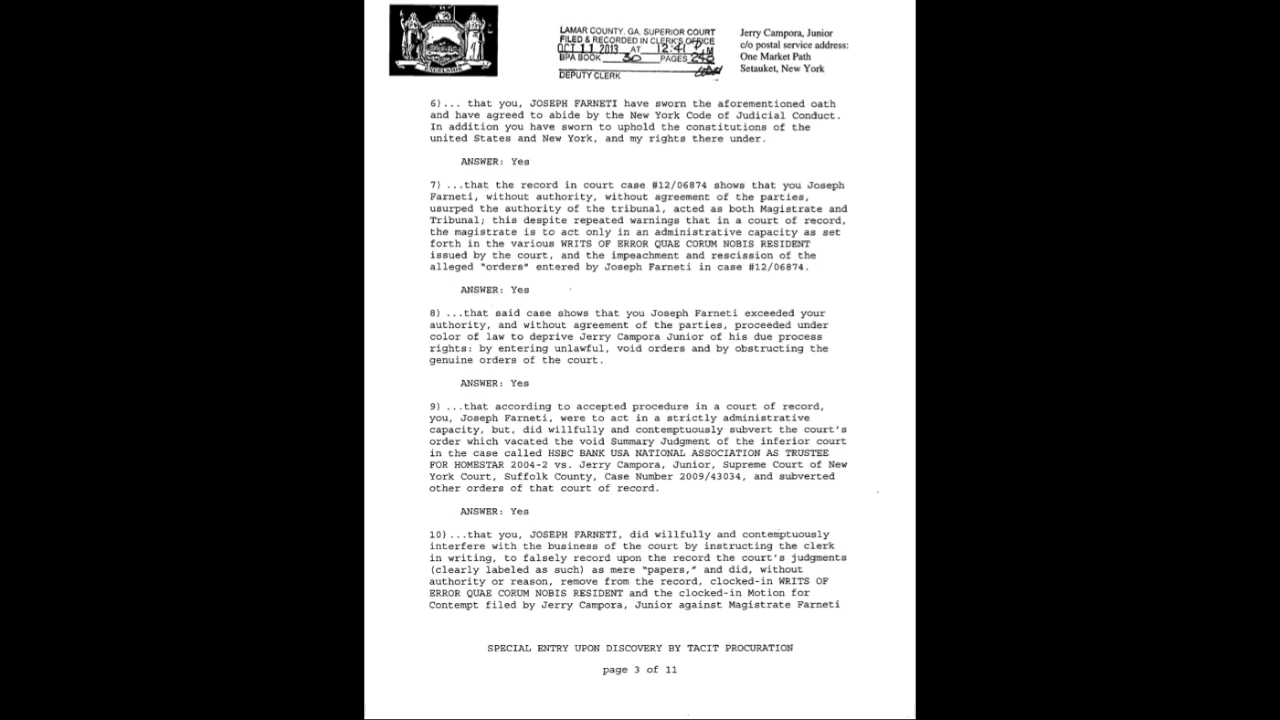 EXCELSIOR
LAMAR COUNTY, GA. SUPERIOR COURT
FILED & RECORDED IN CLERK'S OFFICE
OCT 11 2013 AT 12:41 P M
BPA BOOK 30 PAGES 248
DEPUTY CLERK
Jerry Campora, Junior
c/o postal service address:
One Market Path
Setauket, New York
6)... that you, JOSEPH FARNETI have sworn the aforementioned oath
and have agreed to abide by the New York Code of Judicial Conduct.
In addition you have sworn to uphold the constitutions of the
united States and New York, and my rights there under.
ANSWER: Yes
7) ...that the record in court case #12/06874 shows that you Joseph
Farneti, without authority, without agreement of the parties,
usurped the authority of the tribunal, acted as both Magistrate and
Tribunal; this despite repeated warnings that in a court of record,
the magistrate is to act only in an administrative capacity as set
forth in the various WRITS OF ERROR QUAE CORUM NOBIS RESIDENT
issued by the court, and the impeachment and rescission of the
alleged "orders" entered by Joseph Farneti in case #12/06874.
ANSWER: Yes
8) ...that said case shows that you Joseph Farneti exceeded your
authority, and without agreement of the parties, proceeded under
color of law to deprive Jerry Campora Junior of his due process
rights: by entering unlawful, void orders and by obstructing the
genuine orders of the court.
ANSWER: Yes
9) ...that according to accepted procedure in a court of record,
you, Joseph Farneti, were to act in a strictly administrative
capacity, but, did willfully and contemptuously subvert the court's
order which vacated the void Summary Judgment of the inferior court
in the case called HSBC BANK USA NATIONAL ASSOCIATION AS TRUSTEE
FOR HOMESTAR 2004-2 vs. Jerry Campora, Junior, Supreme Court of New
York Court, Suffolk County, Case Number 2009/43034, and subverted
other orders of that court of record.
ANSWER: Yes
10)...that you, JOSEPH FARNETI, did willfully and contemptuously
interfere with the business of the court by instructing the clerk
in writing, to falsely record upon the record the court's judgments
(clearly labeled as such) as mere "papers," and did, without
authority or reason, remove from the record, clocked-in WRITS OF
ERROR QUAE CORUM NOBIS RESIDENT and the clocked-in Motion for
Contempt filed by Jerry Campora, Junior against Magistrate Farneti
SPECIAL ENTRY UPON DISCOVERY BY TACIT PROCURATION
page 3 of 11